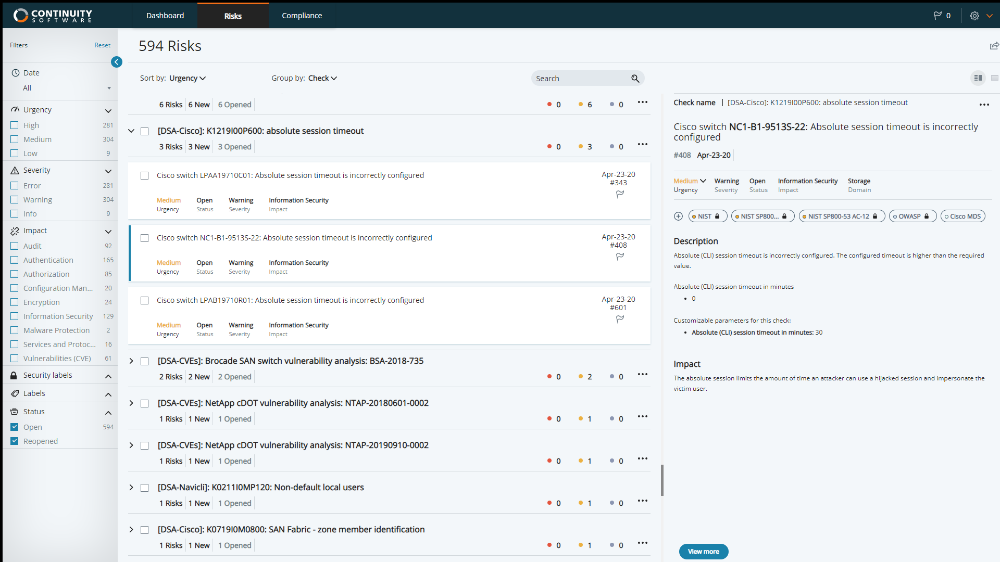 CONTINUITY
SOFTWARE
Dashboard
Risks
Compliance
0
Filters
Reset
Date
All
Urgency
High 281
Medium 304
Low 9
Severity
Error 281
Warning 304
Info 9
Impact
Audit 92
Authentication 165
Authorization 85
Configuration Man... 20
Encryption 24
Information Security 129
Malware Protection 2
Services and Protoc... 16
Vulnerabilities (CVE) 61
Security labels
Labels
Status
Open 594
Reopened
594 Risks
Sort by: Urgency
Group by: Check
Search
6 Risks 6 New 6 Opened 0 6 0
[DSA-Cisco]: K1219I00P600: absolute session timeout
3 Risks 3 New 3 Opened 0 3 0
Cisco switch LPAA19710C01: Absolute session timeout is incorrectly configured
Apr-23-20
#343
Medium Open Warning Information Security
Urgency Status Severity Impact
Cisco switch NC1-B1-9513S-22: Absolute session timeout is incorrectly configured
Apr-23-20
#408
Medium Open Warning Information Security
Urgency Status Severity Impact
Cisco switch LPAB19710R01: Absolute session timeout is incorrectly configured
Apr-23-20
#601
Medium Open Warning Information Security
Urgency Status Severity Impact
[DSA-CVEs]: Brocade SAN switch vulnerability analysis: BSA-2018-735
2 Risks 2 New 2 Opened 0 2 0
[DSA-CVEs]: NetApp cDOT vulnerability analysis: NTAP-20180601-0002
1 Risks 1 New 1 Opened 0 1 0
[DSA-CVEs]: NetApp cDOT vulnerability analysis: NTAP-20190910-0002
1 Risks 1 New 1 Opened 0 1 0
[DSA-Navicli]: K0211I0MP120: Non-default local users
1 Risks 1 New 1 Opened 0 1 0
[DSA-Cisco]: K0719I0M0800: SAN Fabric - zone member identification
1 Risks 1 New 1 Opened 0 1 0
Check name | [DSA-Cisco]: K1219I00P600: absolute session timeout
Cisco switch NC1-B1-9513S-22: Absolute session timeout is incorrectly
configured
#408 Apr-23-20
Medium Warning Open Information Security Storage
Urgency Severity Status Impact Domain
NIST NIST SP800... NIST SP800-53 AC-12 OWASP Cisco MDS
Description
Absolute (CLI) session timeout is incorrectly configured. The configured timeout is higher than the required
value.
Absolute (CLI) session timeout in minutes
• 0
Customizable parameters for this check:
• Absolute (CLI) session timeout in minutes: 30
Impact
The absolute session limits the amount of time an attacker can use a hijacked session and impersonate the
victim user.
View more